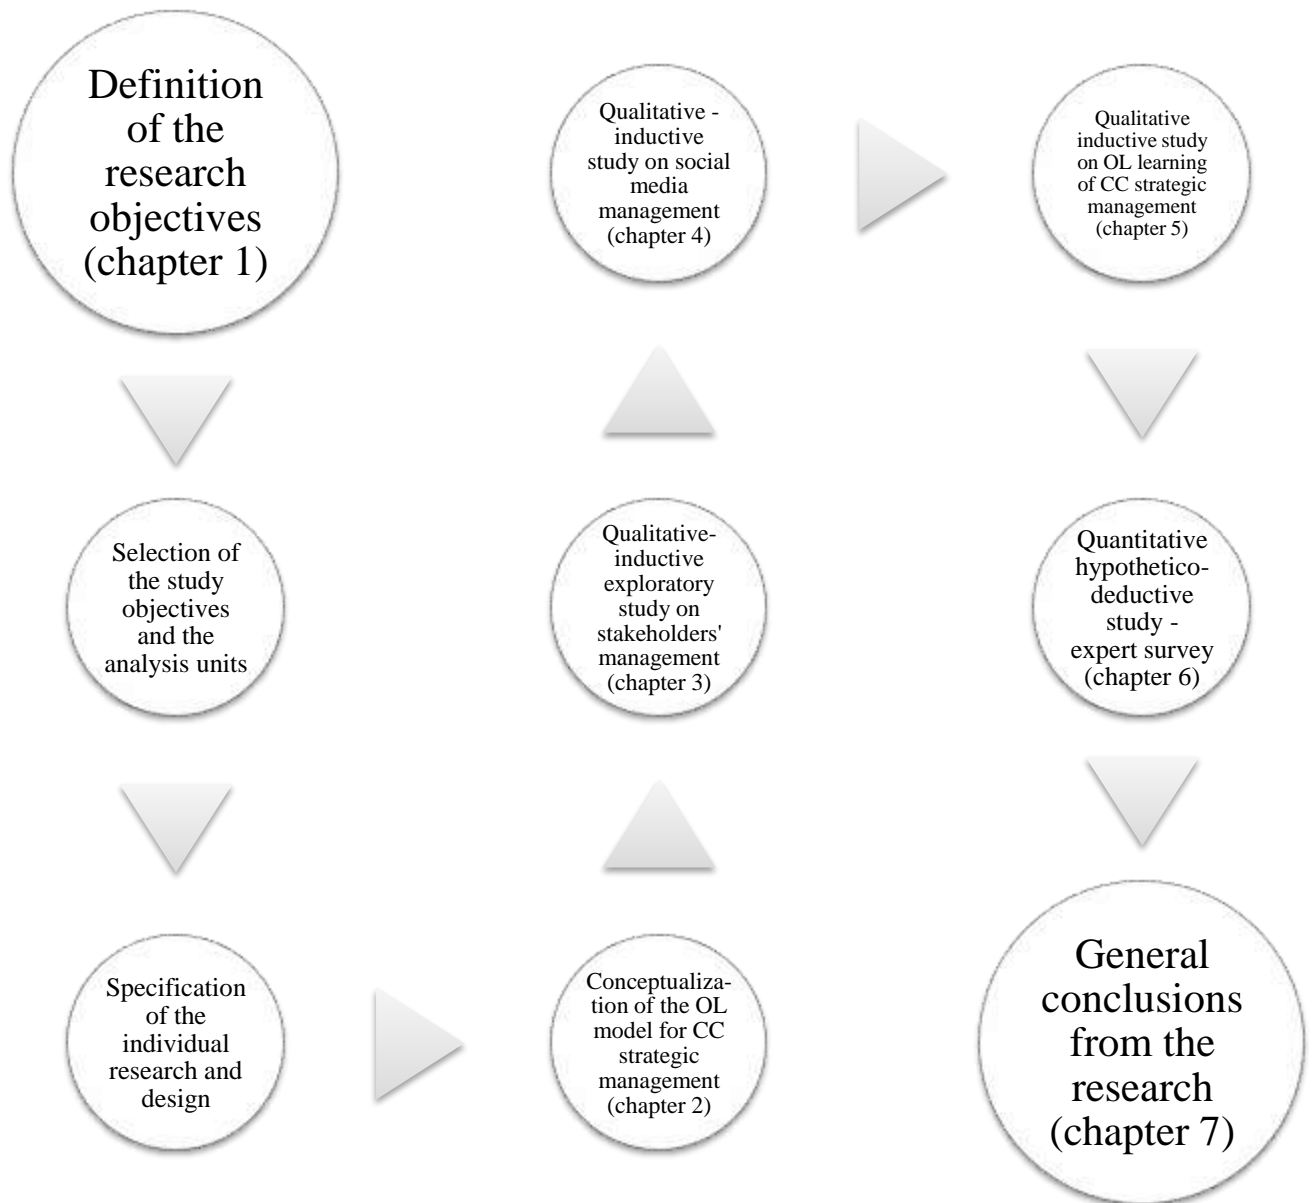 Definition
of the
research
objectives
(chapter 1)
Selection of
the study
objectives
and the
analysis units
Specification
of the
individual
research and
design
Conceptualiza-
tion of the OL
model for CC
strategic
management
(chapter 2)
Qualitative-
inductive
exploratory
study on
stakeholders'
management
(chapter 3)
Qualitative -
inductive
study on social
media
management
(chapter 4)
Qualitative
inductive study
on OL learning
of CC strategic
management
(chapter 5)
Quantitative
hypothetico-
deductive
study -
expert survey
(chapter 6)
General
conclusions
from the
research
(chapter 7)